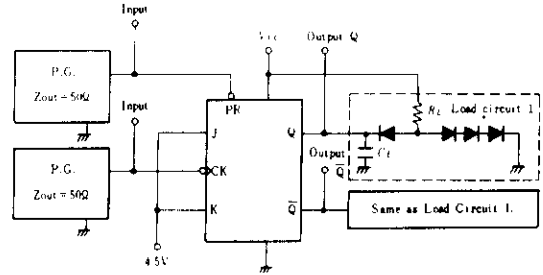 Input
Vcc
Output Q
P.G.
Zout = 50Ω
Input
PR
RL Load circuit 1
J
Q
CL
P.G.
Zout = 50Ω
CK
Output
Q̅
K
Q̅
Same as Load Circuit 1.
4.5V